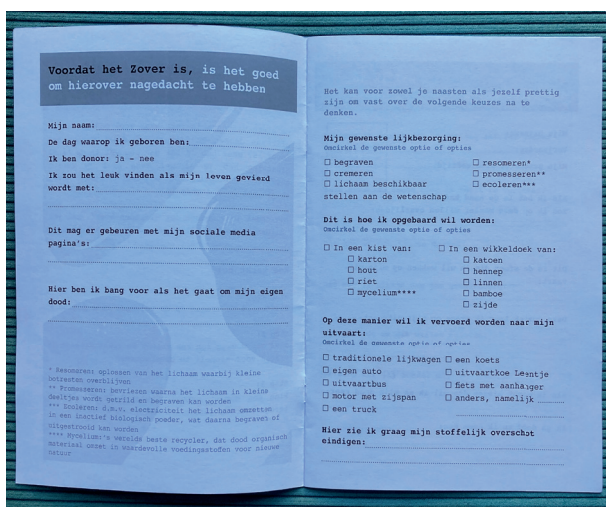 Voordat het Zover is, is het goed
om hierover nagedacht te hebben
Mijn naam:
De dag waarop ik geboren ben:
Ik ben donor: ja - nee
Ik zou het leuk vinden als mijn leven gevierd
wordt met:
Dit mag er gebeuren met mijn sociale media
pagina's:
Hier ben ik bang voor als het gaat om mijn eigen
dood:
* Resomeren: oplossen van het lichaam waarbij kleine
botresten overblijven
** Promesseren: bevriezen waarna het lichaam in kleine
deeltjes wordt getrild en begraven kan worden
*** Ecoleren: d.m.v. electriciteit het lichaam omzetten
in een inactief biologisch poeder, wat daarna begraven of
uitgestrooid kan worden
**** Mycelium:'s werelds beste recycler, dat dood organisch
materiaal omzet in waardevolle voedingsstoffen voor nieuwe
natuur
Het kan voor zowel je naasten als jezelf prettig
zijn om vast over de volgende keuzes na te
denken.
Mijn gewenste lijkbezorging:
Omcirkel de gewenste optie of opties
☐ begraven ☐ resomeren*
☐ cremeren ☐ promesseren**
☐ lichaam beschikbaar ☐ ecoleren***
stellen aan de wetenschap
Dit is hoe ik opgebaard wil worden:
Omcirkel de gewenste optie of opties
☐ In een kist van: ☐ In een wikkeldoek van:
☐ karton ☐ katoen
☐ hout ☐ hennep
☐ riet ☐ linnen
☐ mycelium**** ☐ bamboe
☐ zijde
Op deze manier wil ik vervoerd worden naar mijn
uitvaart:
Omcirkel de gewenste optie of opties
☐ traditionele lijkwagen ☐ een koets
☐ eigen auto ☐ uitvaartkoe Leentje
☐ uitvaartbus ☐ fiets met aanhanger
☐ motor met zijspan ☐ anders, namelijk
☐ een truck
Hier zie ik graag mijn stoffelijk overschot
eindigen: